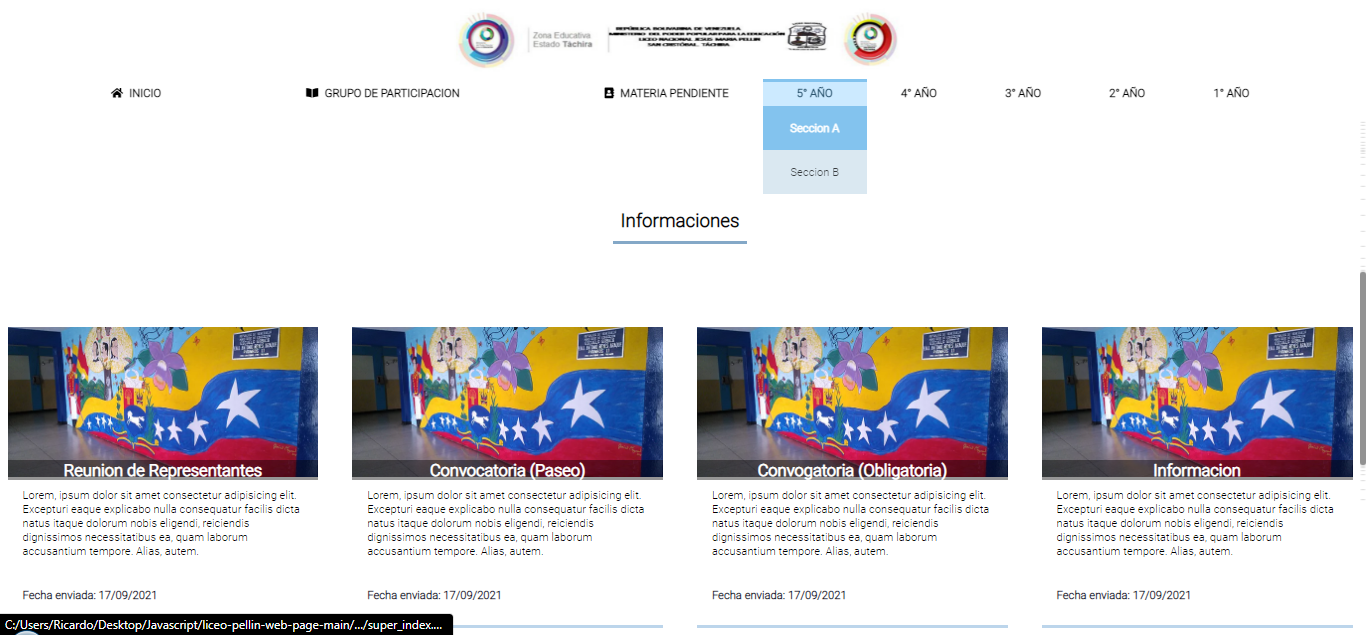 Zona Educativa
Estado Táchira
REPÚBLICA BOLIVARIANA DE VENEZUELA
MINISTERIO DEL PODER POPULAR PARA LA EDUCACIÓN
LICEO NACIONAL JESUS MARIA PELLIN
SAN CRISTÓBAL. TÁCHIRA.
INICIO
GRUPO DE PARTICIPACION
MATERIA PENDIENTE
5° AÑO
4° AÑO
3° AÑO
2° AÑO
1° AÑO
Seccion A
Seccion B
Informaciones
Reunion de Representantes
Lorem, ipsum dolor sit amet consectetur adipisicing elit.
Excepturi eaque explicabo nulla consequatur facilis dicta
natus itaque dolorum nobis eligendi, reiciendis
dignissimos necessitatibus ea, quam laborum
accusantium tempore. Alias, autem.
Fecha enviada: 17/09/2021
Convocatoria (Paseo)
Lorem, ipsum dolor sit amet consectetur adipisicing elit.
Excepturi eaque explicabo nulla consequatur facilis dicta
natus itaque dolorum nobis eligendi, reiciendis
dignissimos necessitatibus ea, quam laborum
accusantium tempore. Alias, autem.
Fecha enviada: 17/09/2021
Convogatoria (Obligatoria)
Lorem, ipsum dolor sit amet consectetur adipisicing elit.
Excepturi eaque explicabo nulla consequatur facilis dicta
natus itaque dolorum nobis eligendi, reiciendis
dignissimos necessitatibus ea, quam laborum
accusantium tempore. Alias, autem.
Fecha enviada: 17/09/2021
Informacion
Lorem, ipsum dolor sit amet consectetur adipisicing elit.
Excepturi eaque explicabo nulla consequatur facilis dicta
natus itaque dolorum nobis eligendi, reiciendis
dignissimos necessitatibus ea, quam laborum
accusantium tempore. Alias, autem.
Fecha enviada: 17/09/2021
C:/Users/Ricardo/Desktop/Javascript/liceo-pellin-web-page-main/.../super_index....